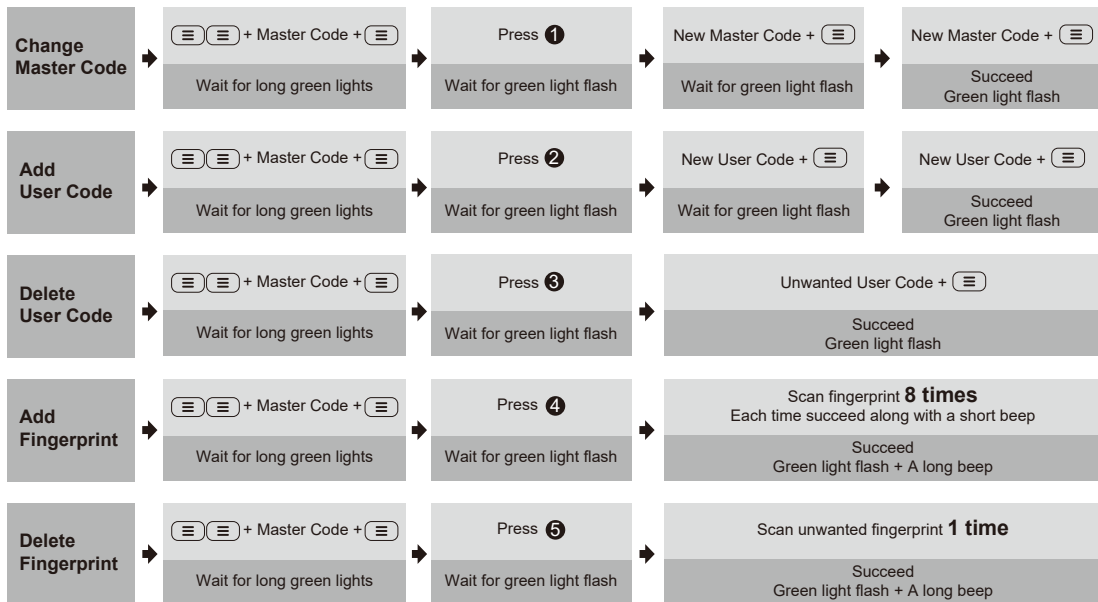 Change
Master Code
☰ ☰ + Master Code + ☰
Wait for long green lights
Press ❶
Wait for green light flash
New Master Code + ☰
Wait for green light flash
New Master Code + ☰
Succeed
Green light flash
Add
User Code
☰ ☰ + Master Code + ☰
Wait for long green lights
Press ❷
Wait for green light flash
New User Code + ☰
Wait for green light flash
New User Code + ☰
Succeed
Green light flash
Delete
User Code
☰ ☰ + Master Code + ☰
Wait for long green lights
Press ❸
Wait for green light flash
Unwanted User Code + ☰
Succeed
Green light flash
Add
Fingerprint
☰ ☰ + Master Code + ☰
Wait for long green lights
Press ❹
Wait for green light flash
Scan fingerprint 8 times
Each time succeed along with a short beep
Succeed
Green light flash + A long beep
Delete
Fingerprint
☰ ☰ + Master Code + ☰
Wait for long green lights
Press ❺
Wait for green light flash
Scan unwanted fingerprint 1 time
Succeed
Green light flash + A long beep